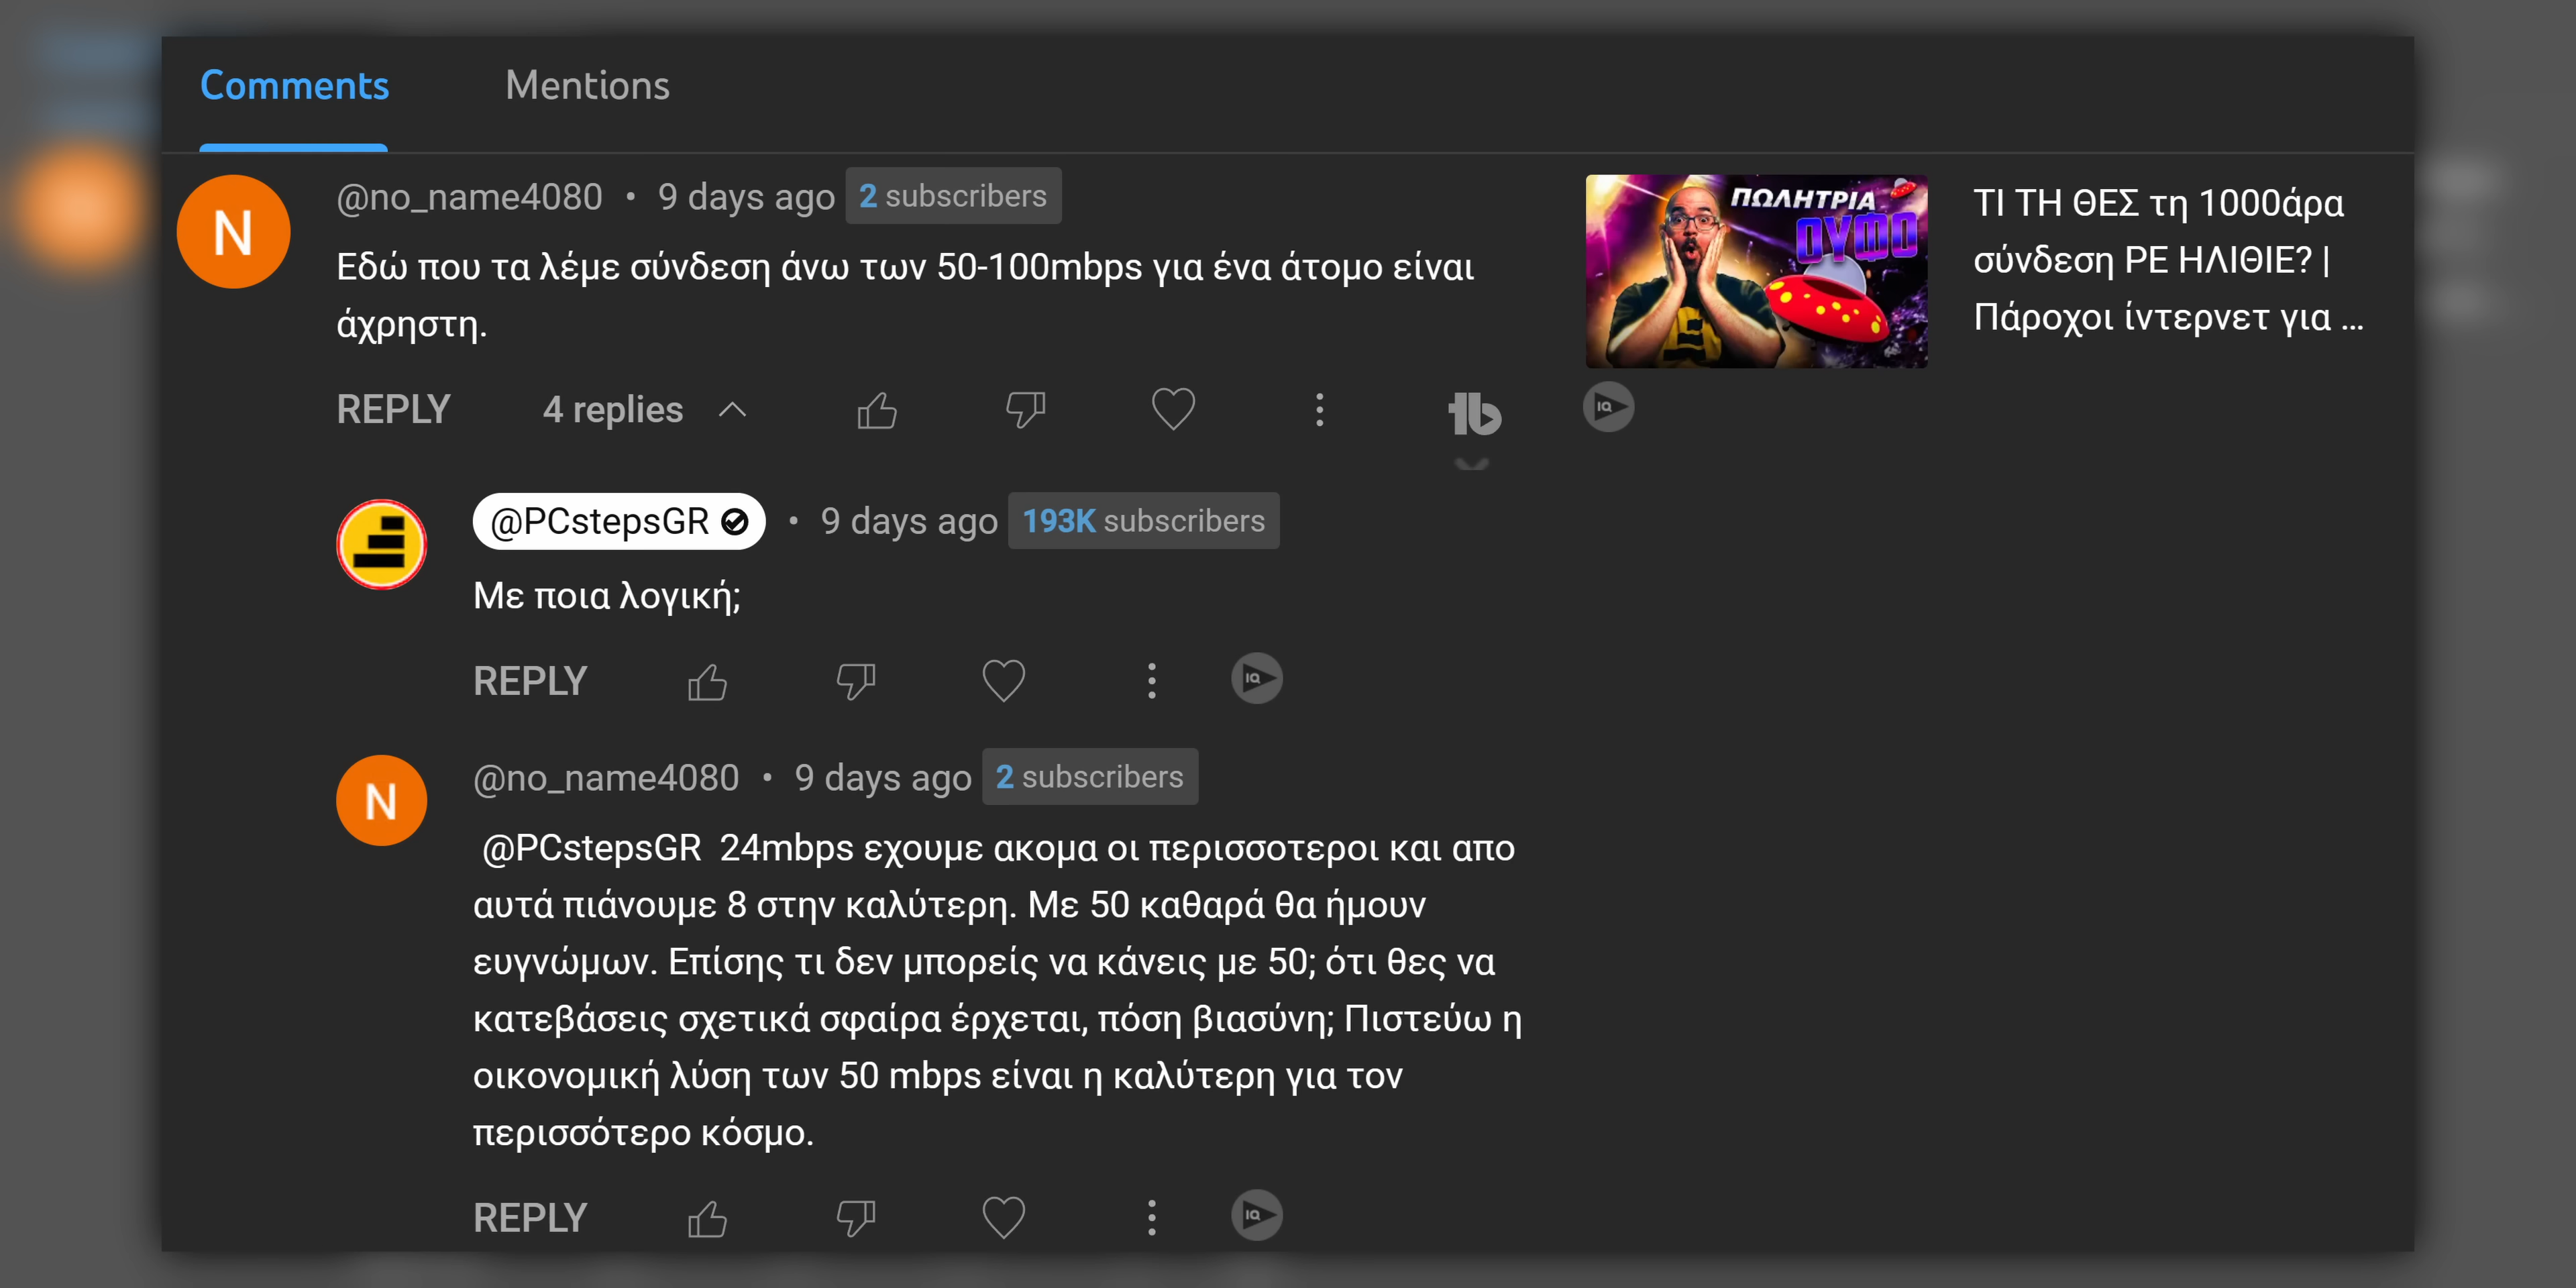 Comments Mentions
N
@no_name4080 • 9 days ago 2 subscribers
Εδώ που τα λέμε σύνδεση άνω των 50-100mbps για ένα άτομο είναι
άχρηστη.
REPLY 4 replies
ΠΩΛΗΤΡΙΑ
ΟΥΦΟ
ΤΙ ΤΗ ΘΕΣ τη 1000άρα
σύνδεση ΡΕ ΗΛΙΘΙΕ? |
Πάροχοι ίντερνετ για ...
IQ
@PCstepsGR • 9 days ago 193K subscribers
Με ποια λογική;
REPLY IQ
N
@no_name4080 • 9 days ago 2 subscribers
@PCstepsGR 24mbps εχουμε ακομα οι περισσοτεροι και απο
αυτά πιάνουμε 8 στην καλύτερη. Με 50 καθαρά θα ήμουν
ευγνώμων. Επίσης τι δεν μπορείς να κάνεις με 50; ότι θες να
κατεβάσεις σχετικά σφαίρα έρχεται, πόση βιασύνη; Πιστεύω η
οικονομική λύση των 50 mbps είναι η καλύτερη για τον
περισσότερο κόσμο.
REPLY IQ